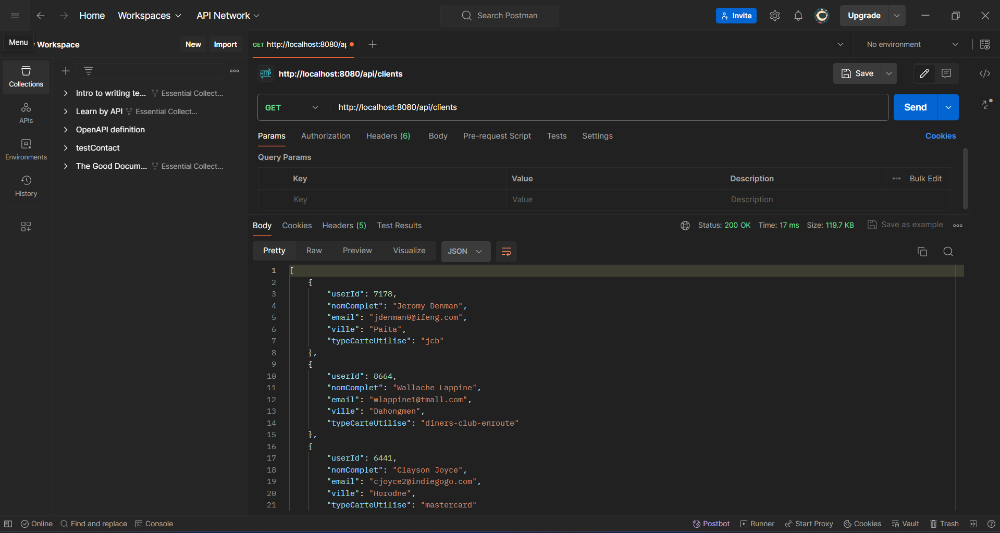 Home Workspaces API Network Search Postman Invite Upgrade
Menu Workspace New Import GET http://localhost:8080/ap No environment
http://localhost:8080/api/clients Save
Collections
APIs
Environments
History
Intro to writing te... Essential Collect...
Learn by API Essential Collect...
OpenAPI definition
testContact
The Good Docum... Essential Collect...
GET http://localhost:8080/api/clients Send
Params Authorization Headers (6) Body Pre-request Script Tests Settings Cookies
Query Params
Key Value Description ••• Bulk Edit
Key Value Description
Body Cookies Headers (5) Test Results Status: 200 OK Time: 17 ms Size: 119.7 KB Save as example
Pretty Raw Preview Visualize JSON
1 [
2 {
3 "userId": 7178,
4 "nomComplet": "Jeromy Denman",
5 "email": "jdenman0@ifeng.com",
6 "ville": "Paita",
7 "typeCarteUtilise": "jcb"
8 },
9 {
10 "userId": 8664,
11 "nomComplet": "Wallache Lappine",
12 "email": "wlappine1@tmall.com",
13 "ville": "Dahongmen",
14 "typeCarteUtilise": "diners-club-enroute"
15 },
16 {
17 "userId": 6441,
18 "nomComplet": "Clayson Joyce",
19 "email": "cjoyce2@indiegogo.com",
20 "ville": "Horodne",
21 "typeCarteUtilise": "mastercard"
Online Find and replace Console Postbot Runner Start Proxy Cookies Vault Trash